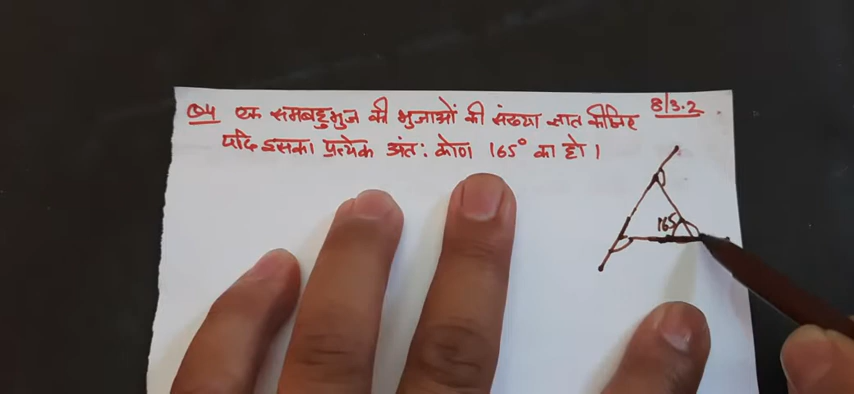 Q4 एक समबहुभुज की भुजाओं की संख्या ज्ञात कीजिए 8/3.2
यदि इसका प्रत्येक अंतः कोण 165° का हो।
165